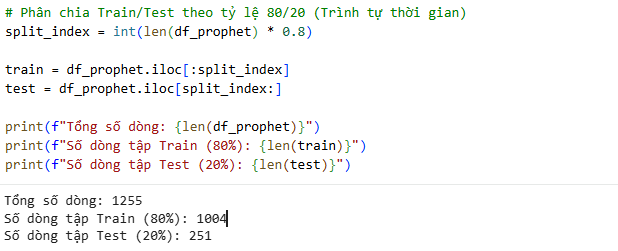 # Phân chia Train/Test theo tỷ lệ 80/20 (Trình tự thời gian)
split_index = int(len(df_prophet) * 0.8)
train = df_prophet.iloc[:split_index]
test = df_prophet.iloc[split_index:]
print(f"Tổng số dòng: {len(df_prophet)}")
print(f"Số dòng tập Train (80%): {len(train)}")
print(f"Số dòng tập Test (20%): {len(test)}")
Tổng số dòng: 1255
Số dòng tập Train (80%): 1004
Số dòng tập Test (20%): 251